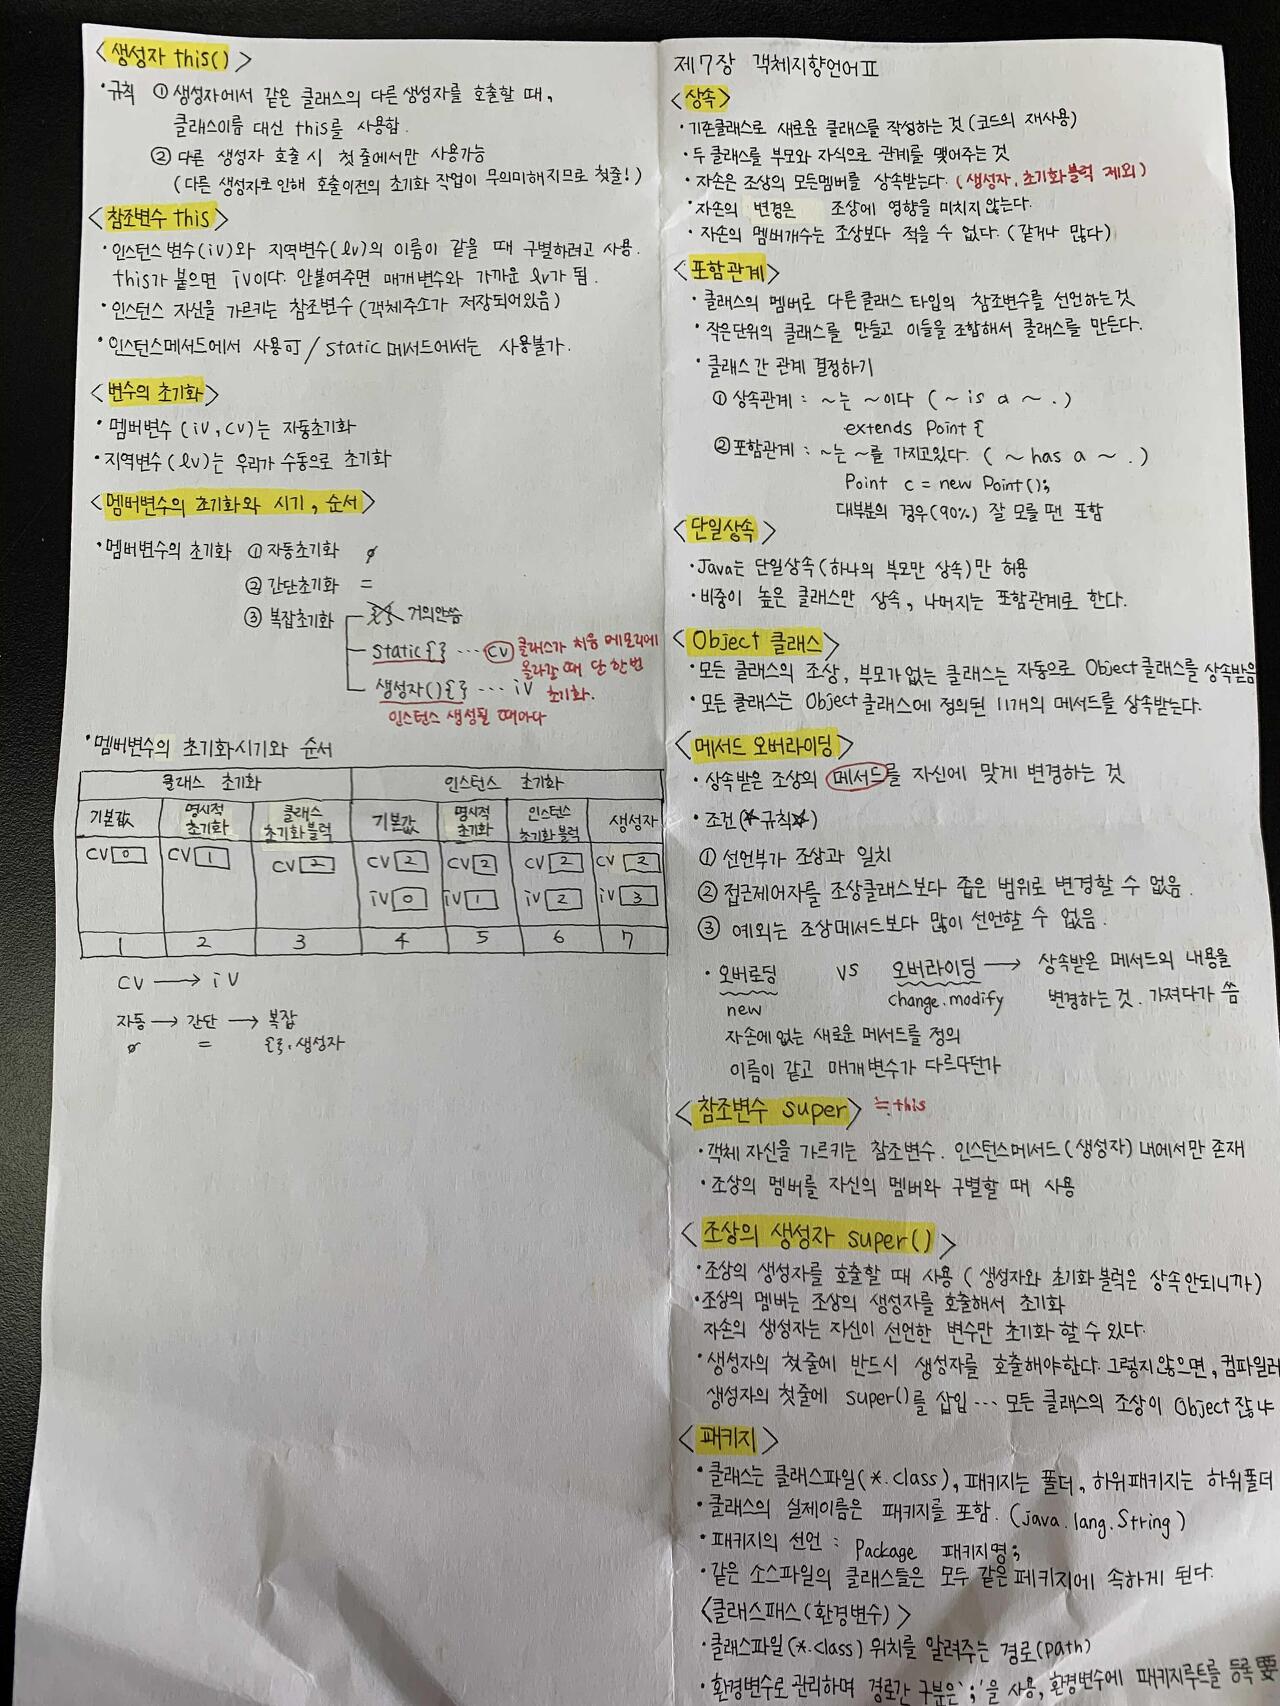 <생성자 this()>
·규칙 ① 생성자에서 같은 클래스의 다른 생성자를 호출할 때,
클래스이름 대신 this를 사용함.
② 다른 생성자 호출 시 첫 줄에서만 사용가능
(다른 생성자로 인해 호출이전의 초기화 작업이 무의미해지므로 첫줄!)
<참조변수 this>
·인스턴스 변수(iv)와 지역변수(lv)의 이름이 같을 때 구별하려고 사용.
this가 붙으면 iv이다. 안붙여주면 매개변수와 가까운 lv가 됨.
·인스턴스 자신을 가르키는 참조변수 (객체주소가 저장되어있음)
·인스턴스메서드에서 사용可 / static 메서드에서는 사용불가.
<변수의 초기화>
· 멤버변수 (iv, cv)는 자동초기화
·지역변수(lv)는 우리가 수동으로 초기화
<멤버변수의 초기화와 시기, 순서>
·멤버변수의 초기화 ① 자동초기화 0
② 간단초기화 =
③ 복잡초기화 {} 거의안씀
static{} ··· cv 클래스가 처음 메모리에
올라갈 때 단 한번
생성자(){} ··· iv 초기화.
인스턴스 생성될 때마다
·멤버변수의 초기화시기와 순서
클래스 초기화 인스턴스 초기화
기본값 명시적 초기화 클래스 초기화블럭 기본값 명시적 초기화 인스턴스 초기화블럭 생성자
cv 0 cv 1 cv 2 cv 2 cv 2 cv 2 cv 2
iv 0 iv 1 iv 2 iv 3
1 2 3 4 5 6 7
cv → iv
자동 → 간단 → 복잡
0 = {}, 생성자
제7장 객체지향언어Ⅱ
<상속>
·기존클래스로 새로운 클래스를 작성하는 것 (코드의 재사용)
·두 클래스를 부모와 자식으로 관계를 맺어주는 것
·자손은 조상의 모든멤버를 상속받는다. (생성자, 초기화블럭 제외)
·자손의 변경은 조상에 영향을 미치지 않는다.
·자손의 멤버개수는 조상보다 적을 수 없다. (같거나 많다)
<포함관계>
·클래스의 멤버로 다른클래스 타입의 참조변수를 선언하는것
·작은단위의 클래스를 만들고 이들을 조합해서 클래스를 만든다.
·클래스 간 관계 결정하기
① 상속관계 : ~는 ~이다 (~ is a ~ .)
extends Point {
② 포함관계 : ~는 ~를 가지고있다. ( ~ has a ~ .)
Point c = new Point();
대부분의 경우(90%) 잘 모를 땐 포함
<단일상속>
·Java는 단일상속(하나의 부모만 상속)만 허용
·비중이 높은 클래스만 상속, 나머지는 포함관계로 한다.
<Object 클래스>
·모든 클래스의 조상, 부모가 없는 클래스는 자동으로 Object클래스를 상속받음
·모든 클래스는 Object클래스에 정의된 11개의 메서드를 상속받는다.
<메서드 오버라이딩>
·상속받은 조상의 메서드를 자신에 맞게 변경하는 것
·조건(★규칙★)
① 선언부가 조상과 일치
② 접근제어자를 조상클래스보다 좁은 범위로 변경할 수 없음.
③ 예외는 조상메서드보다 많이 선언할 수 없음.
·오버로딩 VS 오버라이딩 → 상속받은 메서드의 내용을
new change.modify 변경하는 것. 가져다가 씀
자손에 없는 새로운 메서드를 정의
이름이 같고 매개변수가 다르다던가
<참조변수 super> ≒this
·객체 자신을 가르키는 참조변수. 인스턴스메서드(생성자) 내에서만 존재
·조상의 멤버를 자신의 멤버와 구별할 때 사용
<조상의 생성자 super()>
·조상의 생성자를 호출할 때 사용 (생성자와 초기화블럭은 상속안되니까)
·조상의 멤버는 조상의 생성자를 호출해서 초기화
자손의 생성자는 자신이 선언한 변수만 초기화 할 수 있다.
·생성자의 첫줄에 반드시 생성자를 호출해야한다. 그렇지않으면, 컴파일러
생성자의 첫줄에 super()를 삽입 ··· 모든 클래스의 조상이 Object잖냐
<패키지>
·클래스는 클래스파일(*.class), 패키지는 폴더, 하위패키지는 하위폴더
·클래스의 실제이름은 패키지를 포함. (java.lang.String)
·패키지의 선언 : Package 패키지명;
·같은 소스파일의 클래스들은 모두 같은패키지에 속하게 된다.
<클래스패스(환경변수)>
·클래스파일(*.class) 위치를 알려주는 경로(path)
·환경변수로 관리하며 경로간 구분은 ';'을 사용, 환경변수에 패키지루트를 등록 要